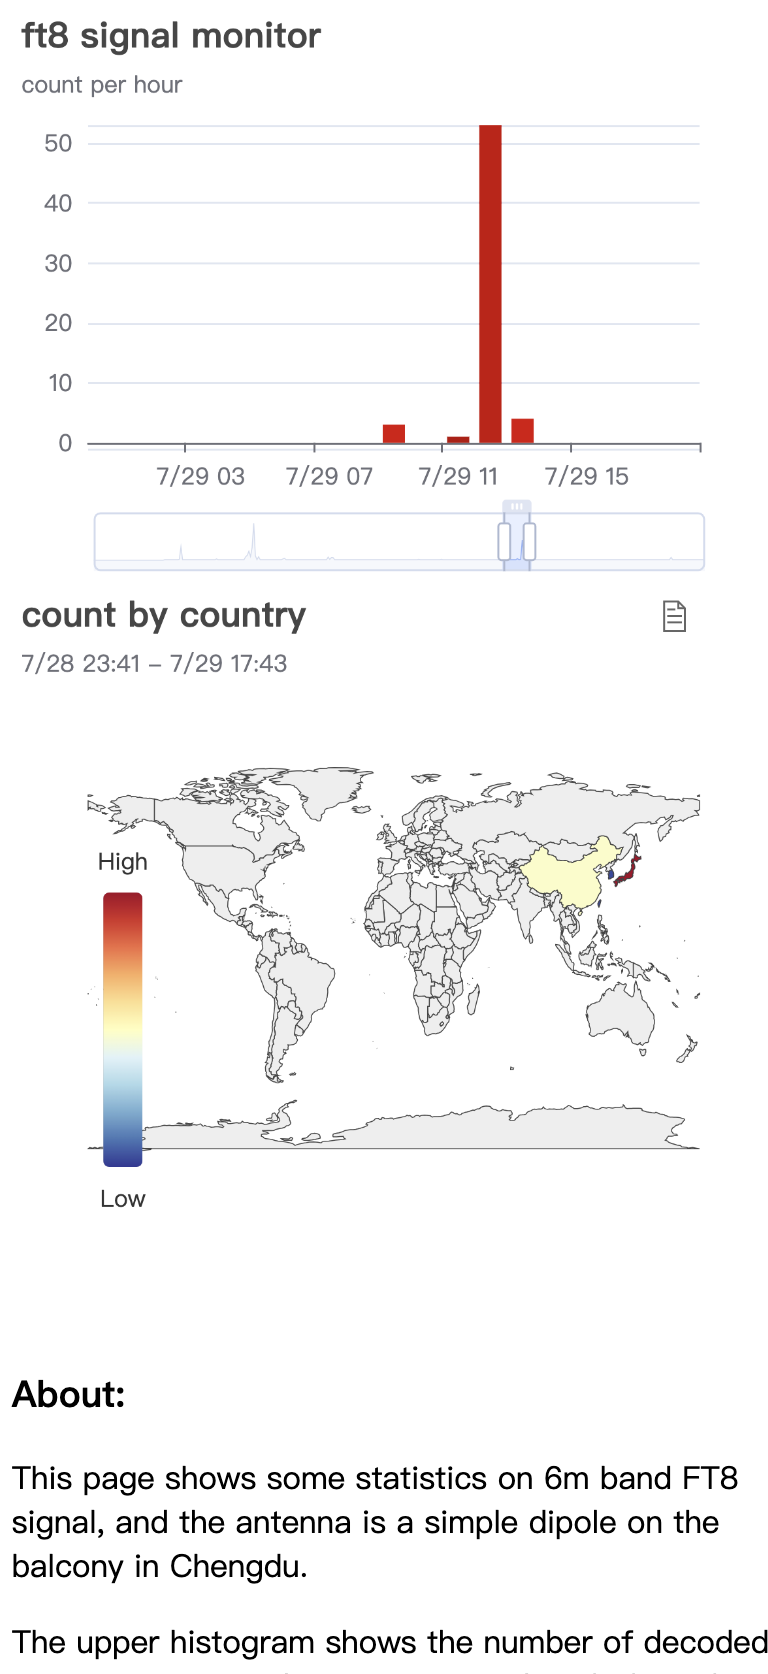 ft8 signal monitor
count per hour
50
40
30
20
10
0
7/29 03 7/29 07 7/29 11 7/29 15
count by country
7/28 23:41 – 7/29 17:43
High
Low
About:
This page shows some statistics on 6m band FT8
signal, and the antenna is a simple dipole on the
balcony in Chengdu.
The upper histogram shows the number of decoded